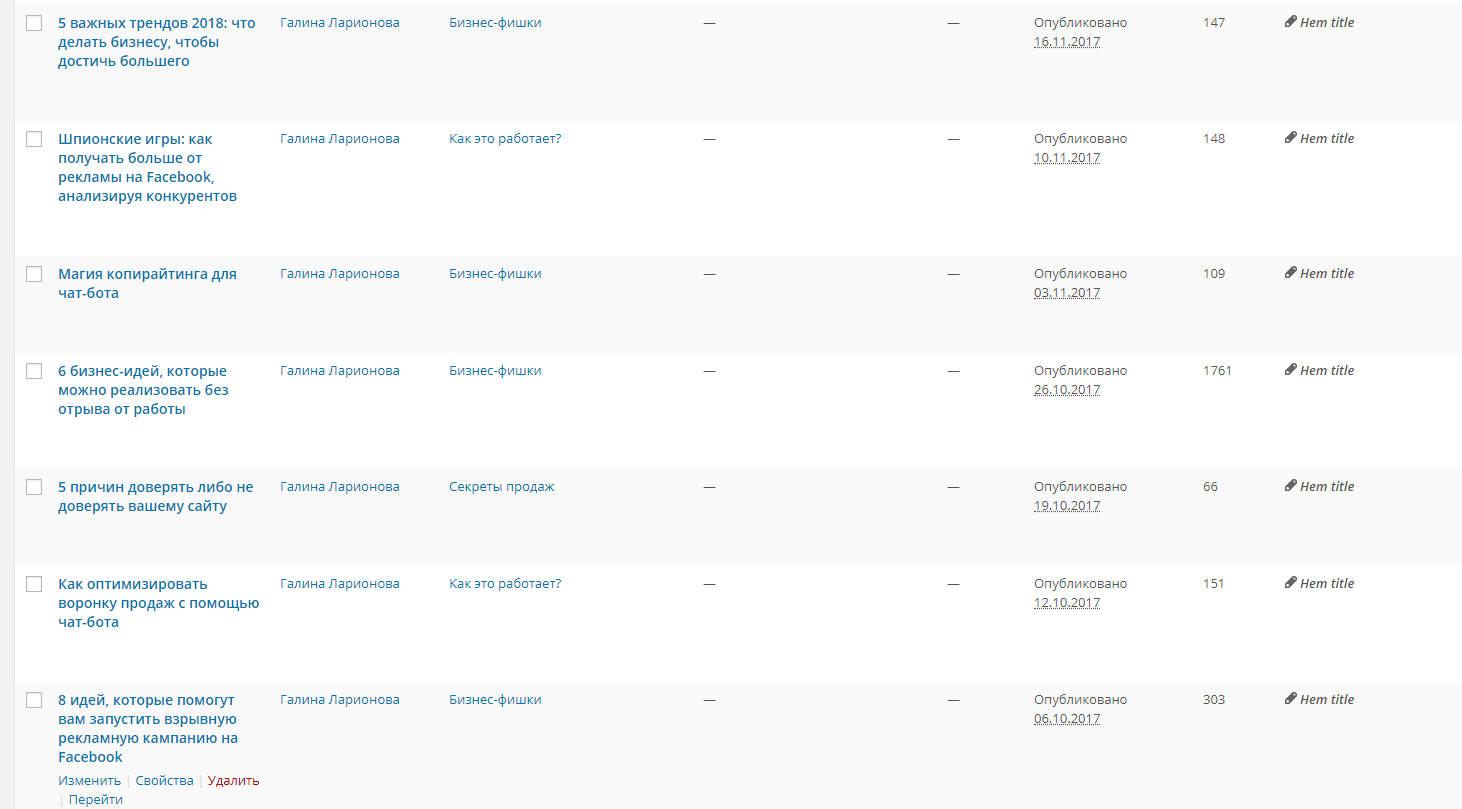 5 важных трендов 2018: что Галина Ларионова Бизнес-фишки — — Опубликовано 147 Нет title
делать бизнесу, чтобы 16.11.2017
достичь большего
Шпионские игры: как Галина Ларионова Как это работает? — — Опубликовано 148 Нет title
получать больше от 10.11.2017
рекламы на Facebook,
анализируя конкурентов
Магия копирайтинга для Галина Ларионова Бизнес-фишки — — Опубликовано 109 Нет title
чат-бота 03.11.2017
6 бизнес-идей, которые Галина Ларионова Бизнес-фишки — — Опубликовано 1761 Нет title
можно реализовать без 26.10.2017
отрыва от работы
5 причин доверять либо не Галина Ларионова Секреты продаж — — Опубликовано 66 Нет title
доверять вашему сайту 19.10.2017
Как оптимизировать Галина Ларионова Как это работает? — — Опубликовано 151 Нет title
воронку продаж с помощью 12.10.2017
чат-бота
8 идей, которые помогут Галина Ларионова Бизнес-фишки — — Опубликовано 303 Нет title
вам запустить взрывную 06.10.2017
рекламную кампанию на
Facebook
Изменить | Свойства | Удалить
| Перейти